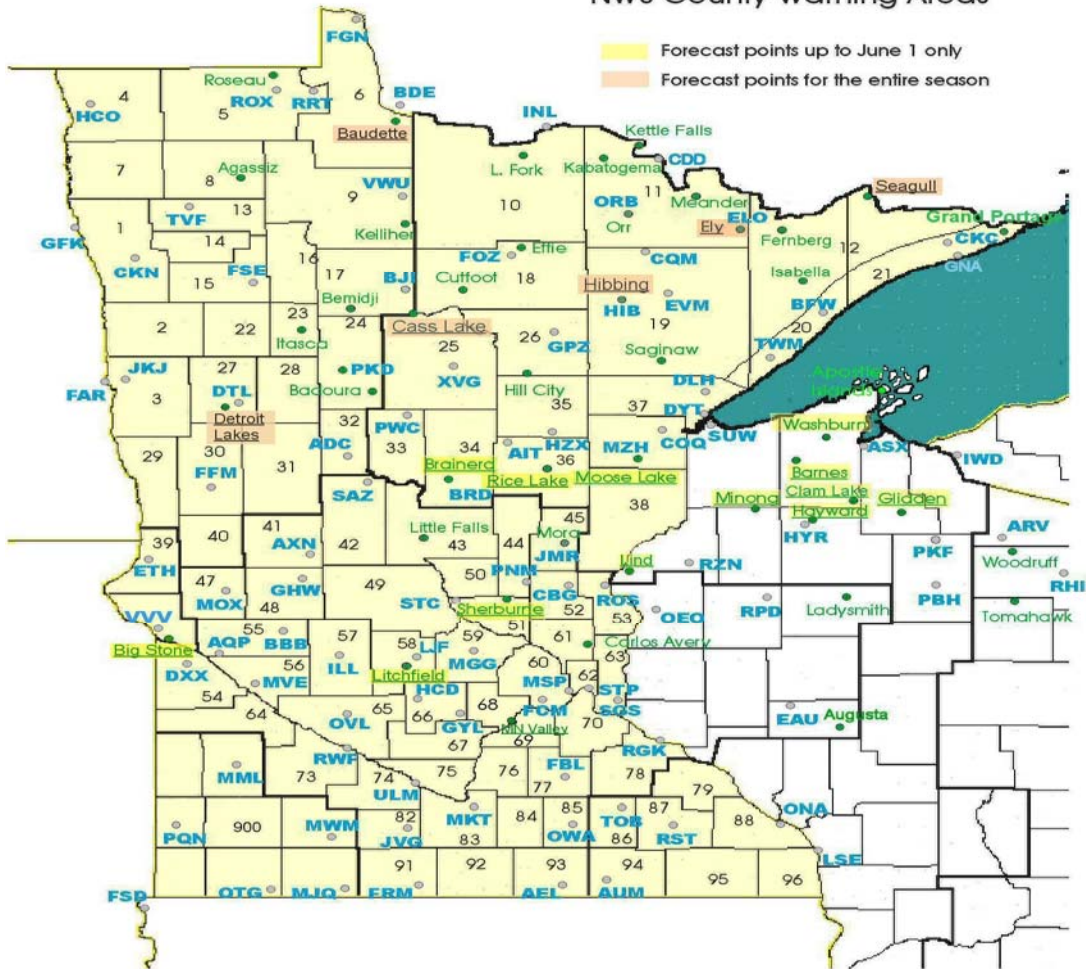 NWS County Warning Areas
Forecast points up to June 1 only
Forecast points for the entire season
FGN
Roseau
4
HCO
5
ROX
RRT
6
BDE
Baudette
INL
Kettle Falls
L. Fork
Kabatogema
CDD
7
8
Agassiz
9
VWU
10
11
ORB
Orr
Meander
Seagull
ELO
Ely
Fernberg
12
Grand Portage
CKC
GNA
13
TVF
1
GFK
14
Kelliher
Effie
FOZ
CQM
CKN
15
FSE
16
17
BJI
Cutfoot
18
Hibbing
HIB
EVM
Isabella
21
BFW
20
Bemidji
19
2
22
23
24
Itasca
Cass Lake
25
26
GPZ
Saginaw
TWM
JKJ
FAR
3
27
DTL
28
PKD
Badoura
XVG
Hill City
DLH
Apostle
Islands
Detroit
Lakes
32
PWC
35
37
DYT
SUW
29
30
FFM
31
ADC
33
34
AIT
HZX
36
MZH
COQ
Washburn
ASX
IWD
Brainerd
BRD
Rice Lake
Moose Lake
Barnes
Clam Lake
Minong
Hayward
Glidden
HYR
SAZ
38
39
40
41
AXN
42
Little Falls
43
44
45
Mora
JMR
ARV
PKF
Woodruff
RHI
ETH
47
MOX
GHW
48
49
50
PNM
CBG
Lind
RZN
STC
Sherburne
51
52
ROS
OEO
RPD
Ladysmith
PBH
Tomahawk
VVV
Big Stone
AQP
55
BBB
57
ILL
58
LJF
59
MGG
61
53
Carlos Avery
DXX
56
MVE
Litchfield
HCD
60
MSP
62
63
STP
54
64
OVL
65
66
GYL
68
FCM
SGS
MN Valley
69
70
EAU
Augusta
RWF
67
RGK
MML
73
74
ULM
75
76
FBL
77
78
79
PQN
900
MWM
82
JVG
MKT
83
84
85
OWA
TOB
86
87
RST
88
ONA
LSE
91
92
93
94
95
96
FSD
OTG
MJQ
FRM
AEL
AUM